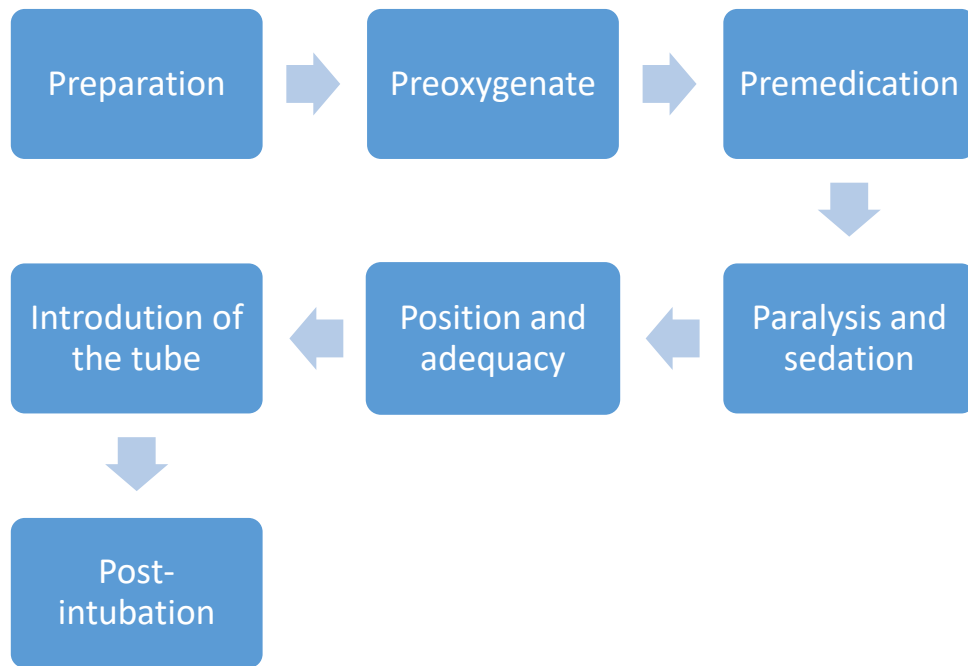 Preparation
Preoxygenate
Premedication
Paralysis and
sedation
Position and
adequacy
Introdution of
the tube
Post-
intubation